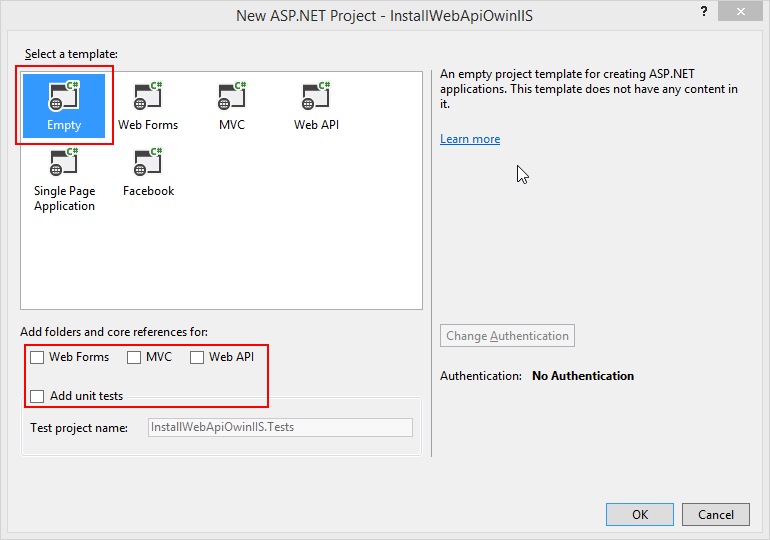 New ASP.NET Project - InstallWebApiOwinIIS
?
Select a template:
C# C# C# C#
Empty Web Forms MVC Web API
C# C#
Single Page Facebook
Application
An empty project template for creating ASP.NET
applications. This template does not have any content in
it.
Learn more
Add folders and core references for:
Web Forms MVC Web API
Add unit tests
Test project name: InstallWebApiOwinIIS.Tests
Change Authentication
Authentication: No Authentication
OK Cancel